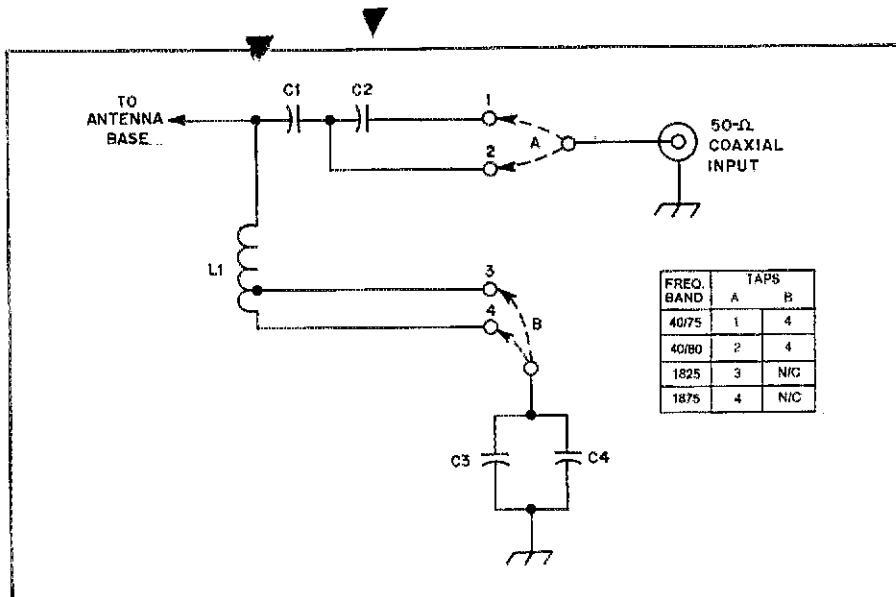 C1
C2
TO
ANTENNA
BASE
1
2
A
50-Ω
COAXIAL
INPUT
L1
3
4
B
C3
C4
FREQ. BAND TAPS
A B
40/75 1 4
40/80 2 4
1825 3 N/C
1875 4 N/C